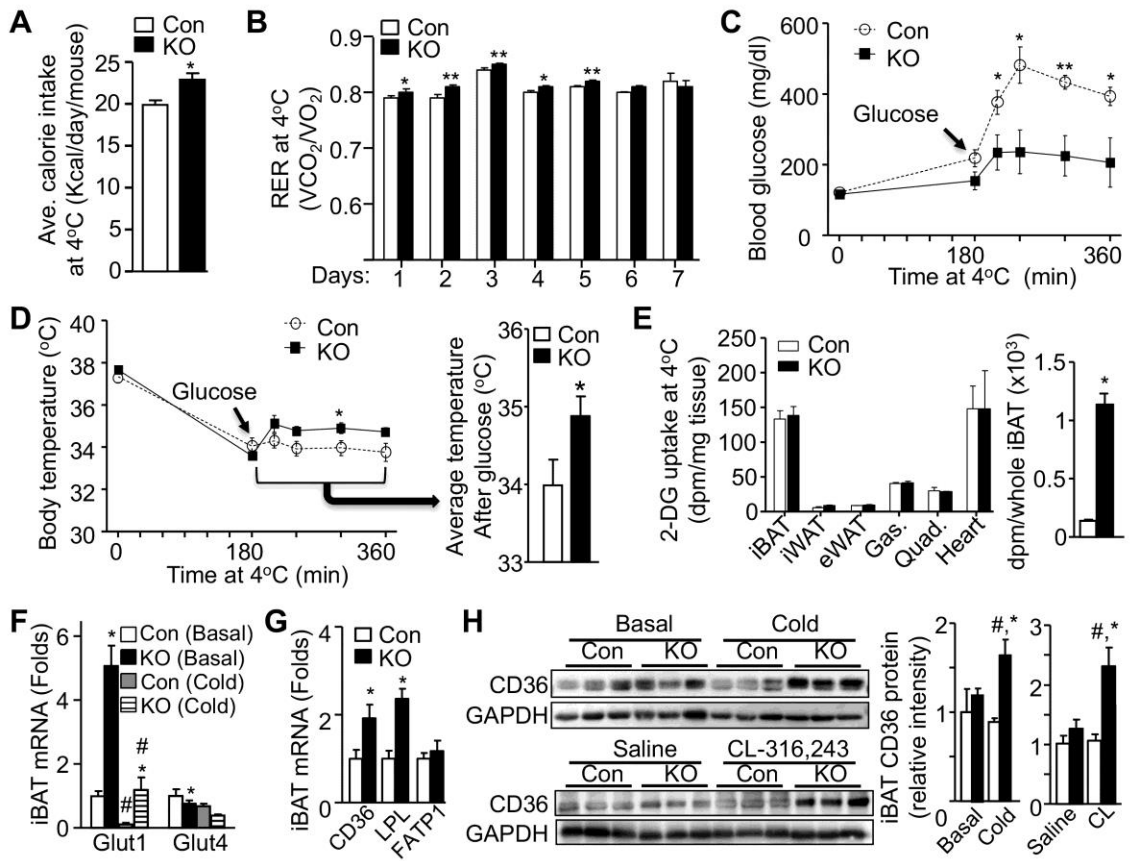 A
Con
KO
Ave. calorie intake
at 4ºC (Kcal/day/mouse)
25
20
15
10
5
0
*
B
Con
KO
RER at 4ºC
(VCO2/VO2)
0.9
0.8
0.7
0.6
* ** ** * **
Days: 1 2 3 4 5 6 7
C
Con
KO
Blood glucose (mg/dl)
600
400
200
0
Glucose
* * ** *
0 180 360
Time at 4ºC (min)
D
Con
KO
Body temperature (ºC)
40
38
36
34
32
30
Glucose
*
0 180 360
Time at 4ºC (min)
Con
KO
Average temperature
After glucose (ºC)
36
35
34
33
*
E
Con
KO
2-DG uptake at 4ºC
(dpm/mg tissue)
250
200
150
100
50
0
iBAT iWAT eWAT Gas. Quad. Heart
dpm/whole iBAT (x10³)
1.5
1
0.5
0
*
F
Con (Basal)
KO (Basal)
Con (Cold)
KO (Cold)
iBAT mRNA (Folds)
6
4
2
0
* # # * *
Glut1 Glut4
G
Con
KO
iBAT mRNA (Folds)
4
2
0
* *
CD36 LPL FATP1
H
Basal Cold
Con KO Con KO
CD36
GAPDH
Saline CL-316,243
Con KO Con KO
CD36
GAPDH
iBAT CD36 protein
(relative intensity)
2
1
0
#,*
Basal Cold
3
2
1
0
#,*
Saline CL